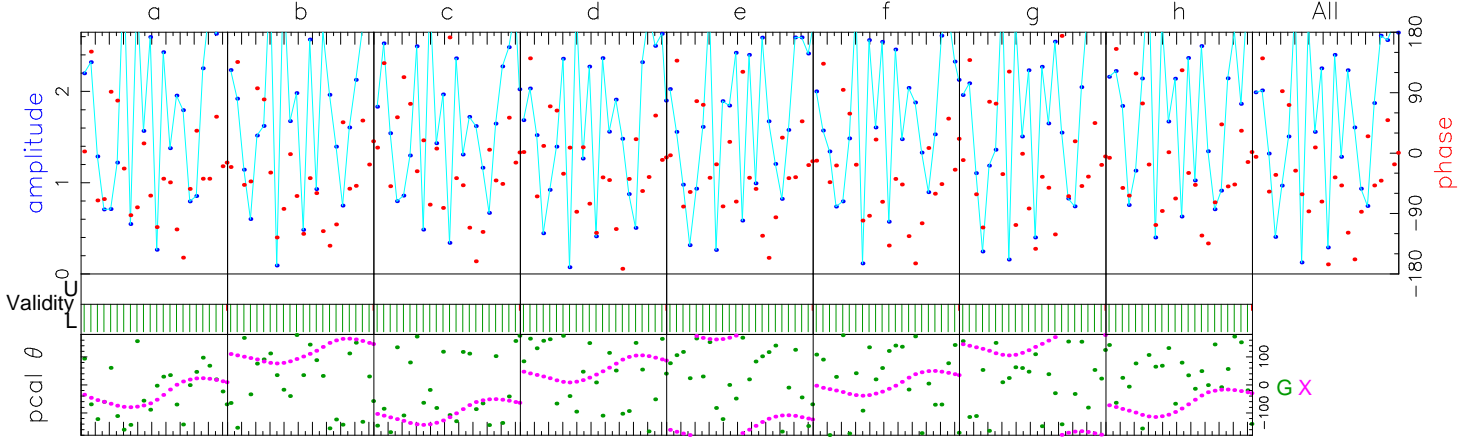 a b c d e f g h All
amplitude
2
1
0
180
90
0
-90
-180
phase
Validity
U
L
pcal θ
100
0
-100
G X